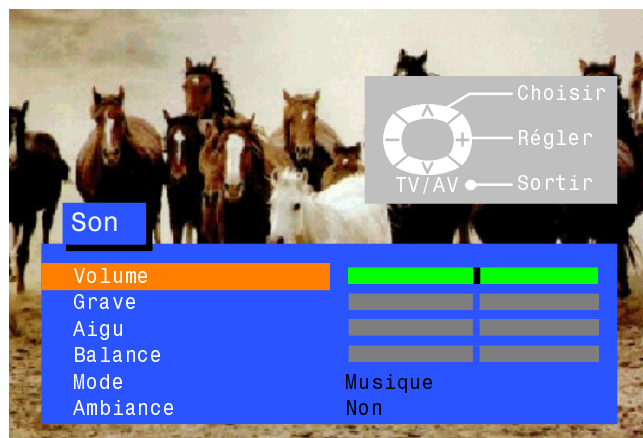 Choisir
Régler
TV/AV Sortir
Son
Volume
Grave
Aigu
Balance
Mode Musique
Ambiance Non